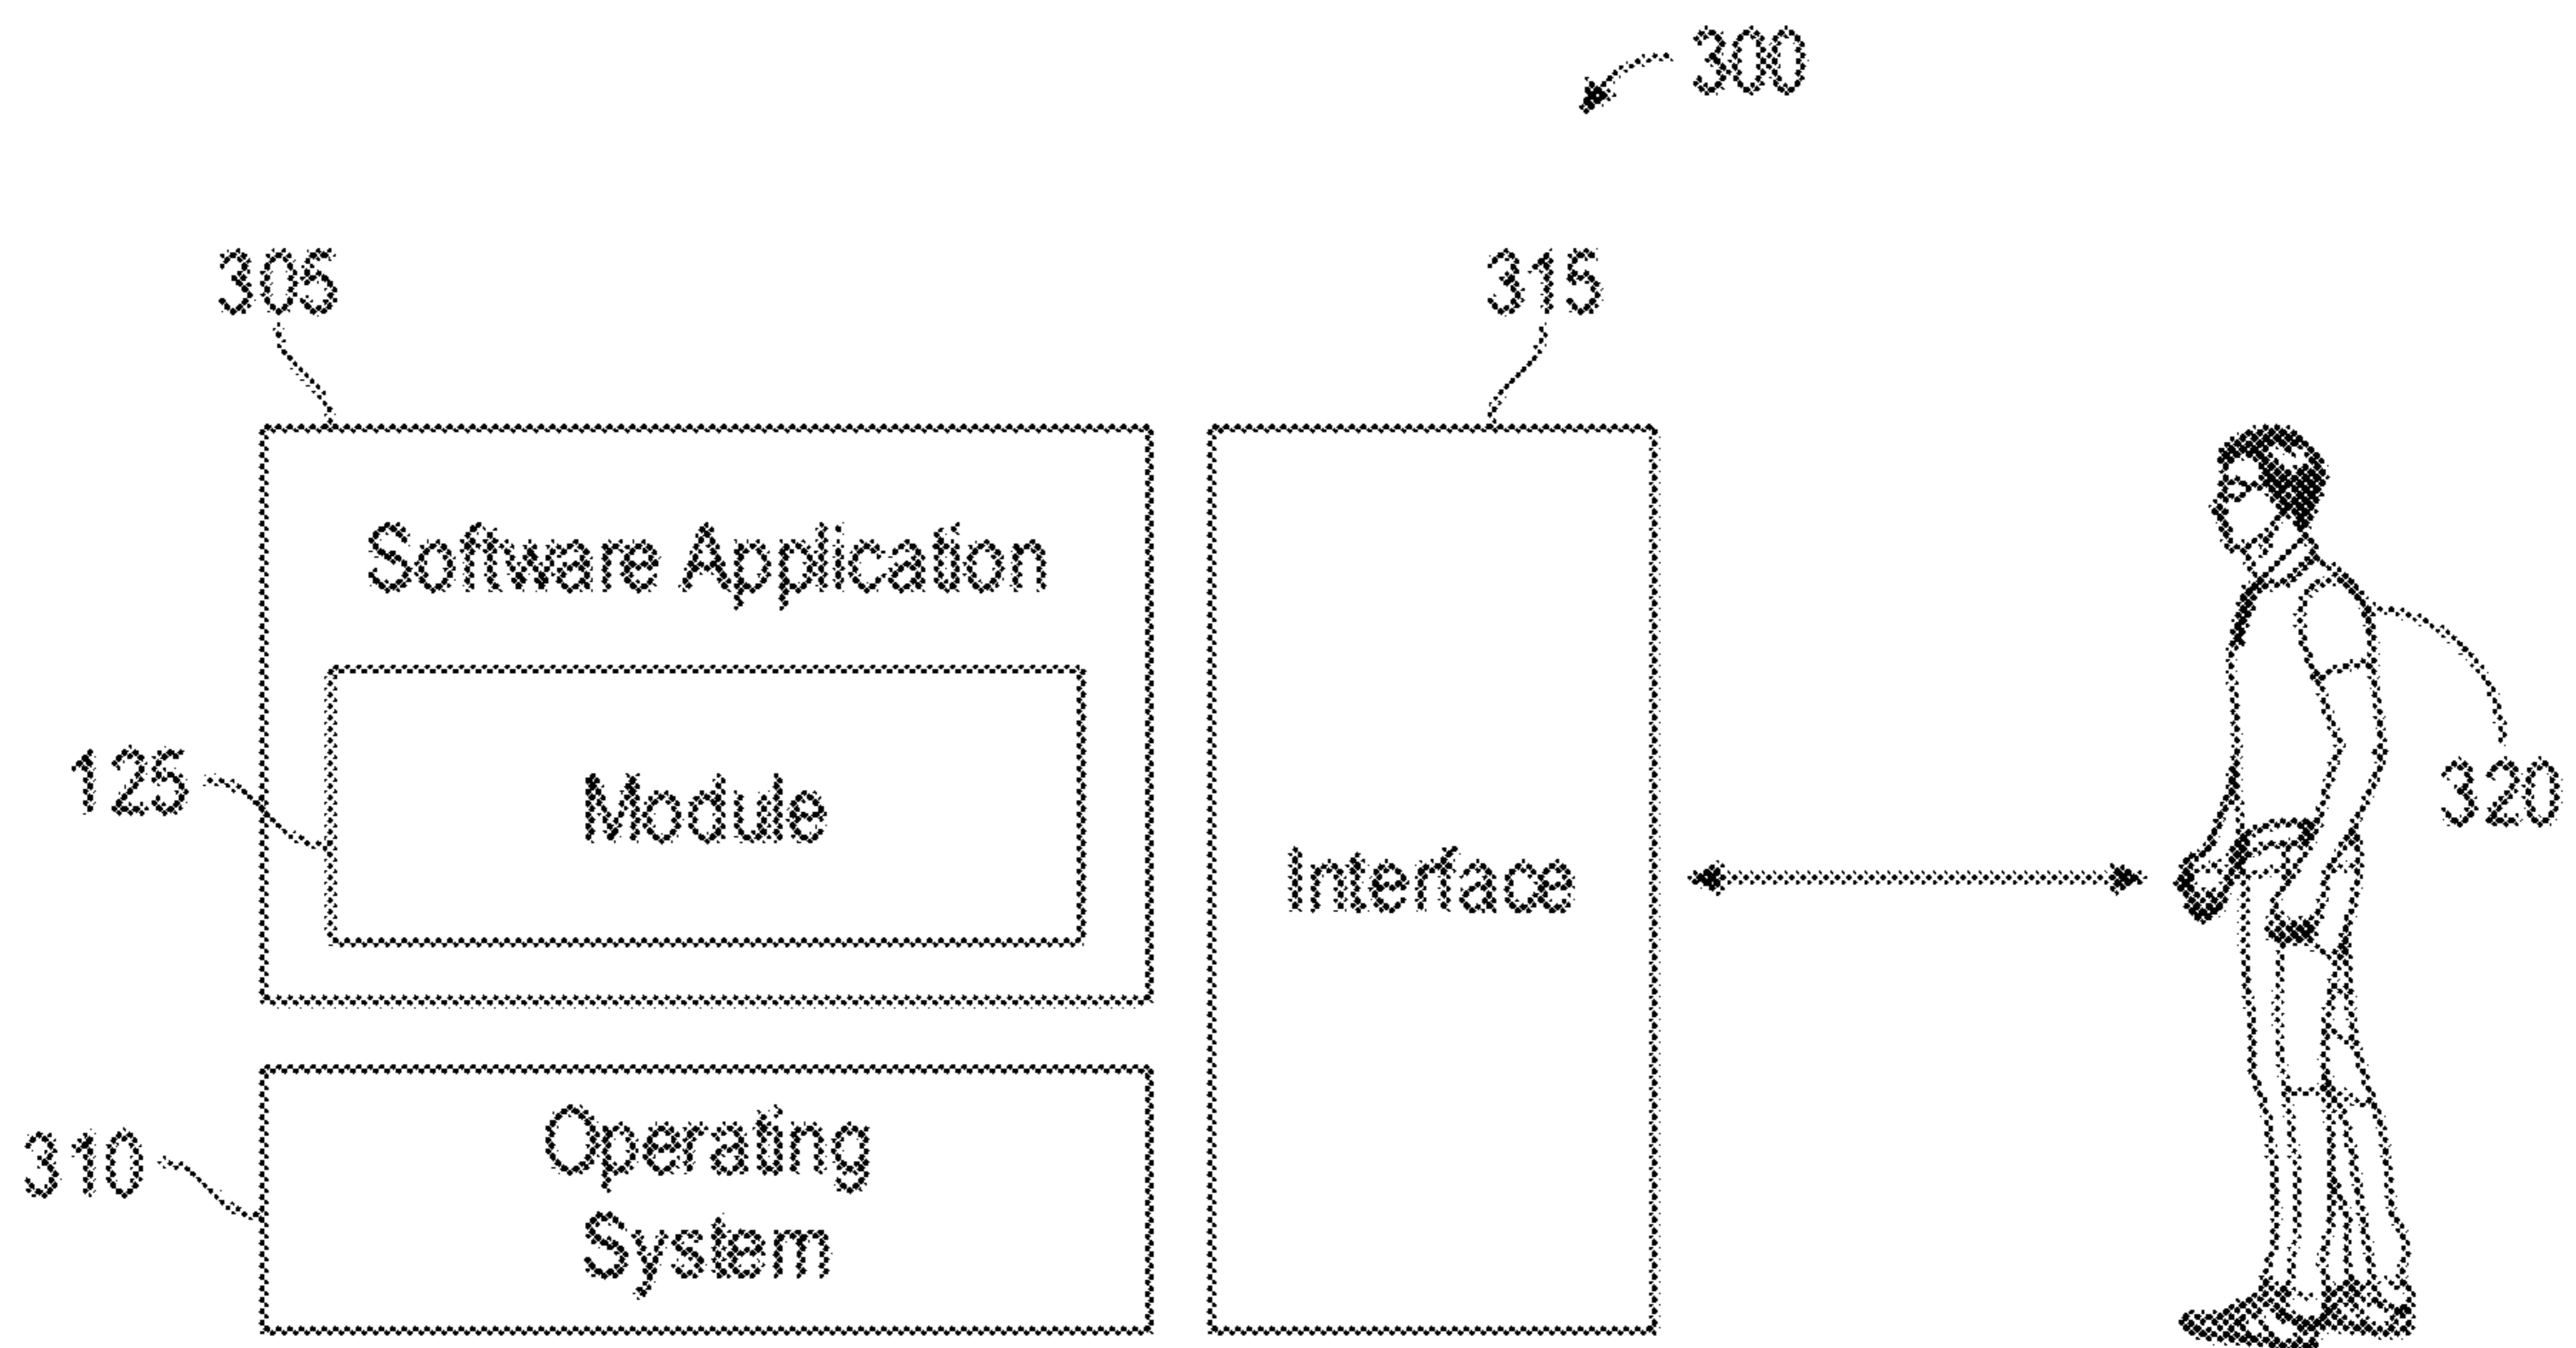 300
305
315
Software Application
125
Module
320
Interface
310
Operating
System